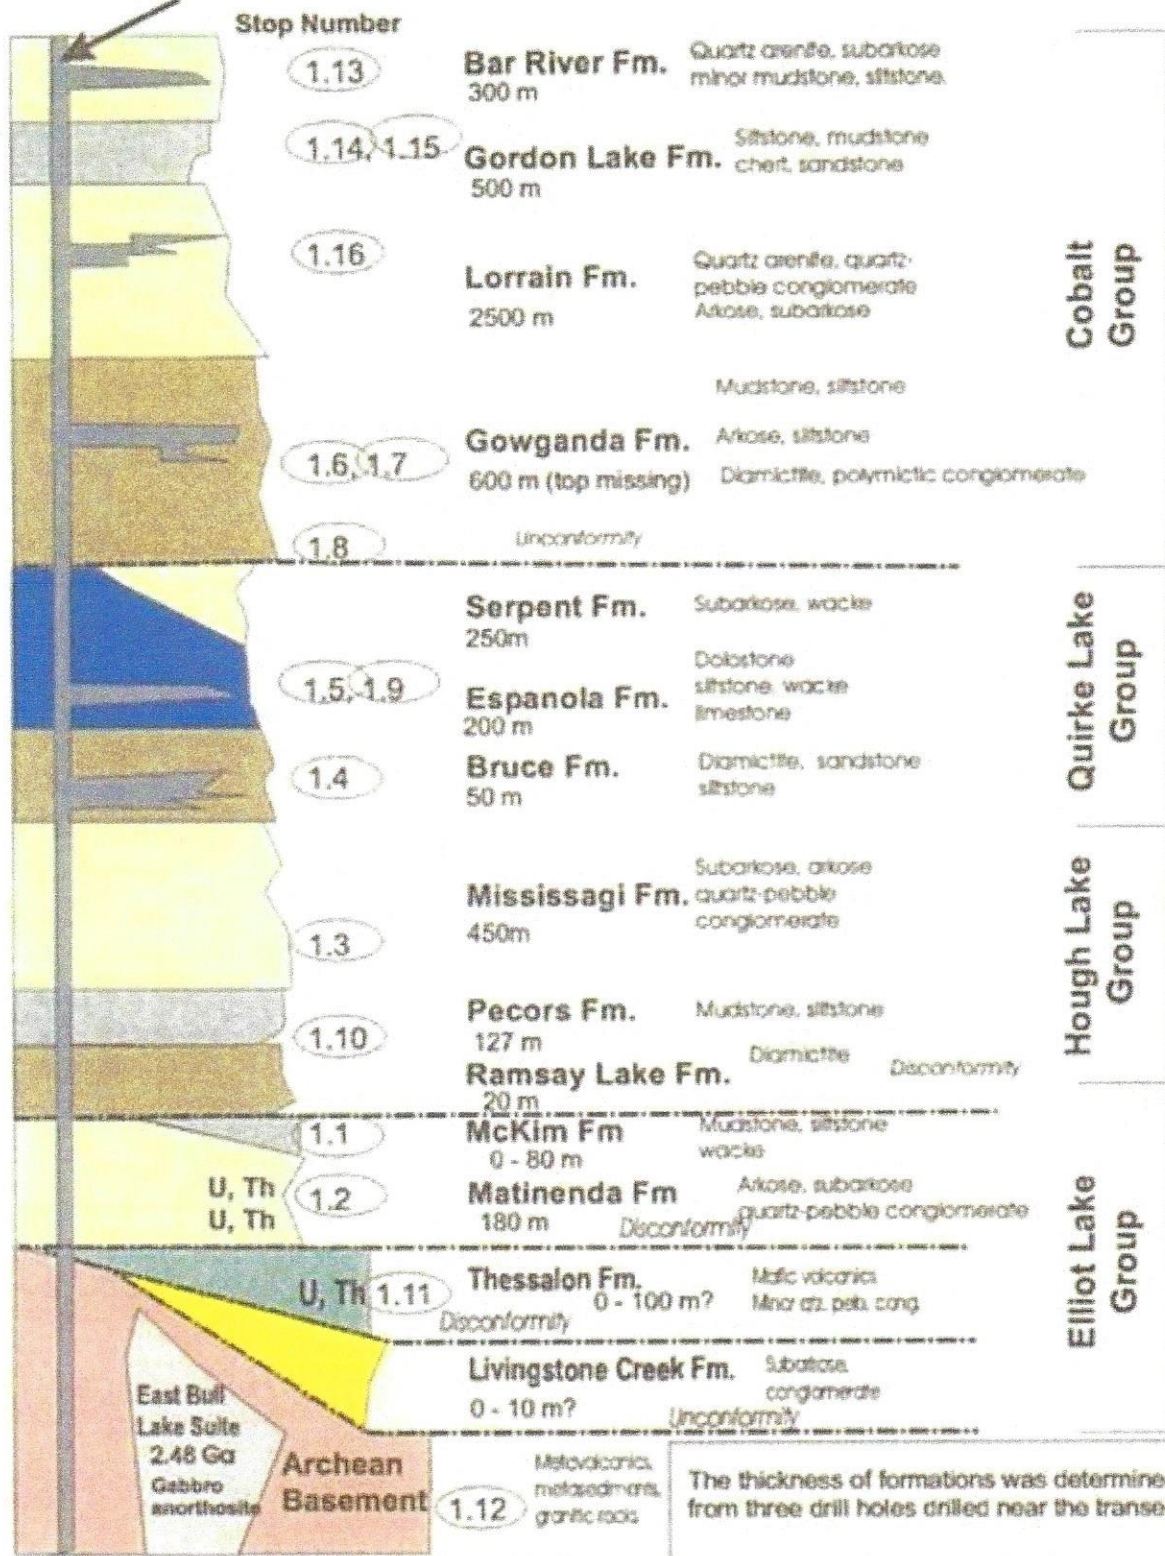 Stop Number
1.13
Bar River Fm.
300 m
Quartz arenite, subarkose
minor mudstone, siltstone.
1.14, 1.15
Gordon Lake Fm.
500 m
Siltstone, mudstone
chert, sandstone
1.16
Lorrain Fm.
2500 m
Quartz arenite, quartz-
pebble conglomerate
Arkose, subarkose
Cobalt
Group
Mudstone, siltstone
1.6, 1.7
Gowganda Fm.
600 m (top missing)
Arkose, siltstone
Diamictite, polymictic conglomerate
1.8
Unconformity
Serpent Fm.
250m
Subarkose, wacke
1.5, 1.9
Espanola Fm.
200 m
Dolostone
siltstone, wacke
limestone
Quirke Lake
Group
1.4
Bruce Fm.
50 m
Diamictite, sandstone
siltstone
1.3
Mississagi Fm.
450m
Subarkose, arkose
quartz-pebble
conglomerate
Hough Lake
Group
1.10
Pecors Fm.
127 m
Mudstone, siltstone
Ramsay Lake Fm.
20 m
Diamictite
Disconformity
1.1
McKim Fm
0 - 80 m
Mudstone, siltstone
wacke
U, Th
U, Th
1.2
Matinenda Fm
180 m
Arkose, subarkose
quartz-pebble conglomerate
Disconformity
Elliot Lake
Group
U, Th
1.11
Thessalon Fm.
0 - 100 m?
Mafic volcanics
Minor qtz. peb. cong.
Disconformity
Livingstone Creek Fm.
0 - 10 m?
Subarkose,
conglomerate
Unconformity
East Bull
Lake Suite
2.48 Ga
Gabbro
anorthosite
Archean
Basement
1.12
Metavolcanics,
metasediments,
granitic rocks
The thickness of formations was determine
from three drill holes drilled near the transe